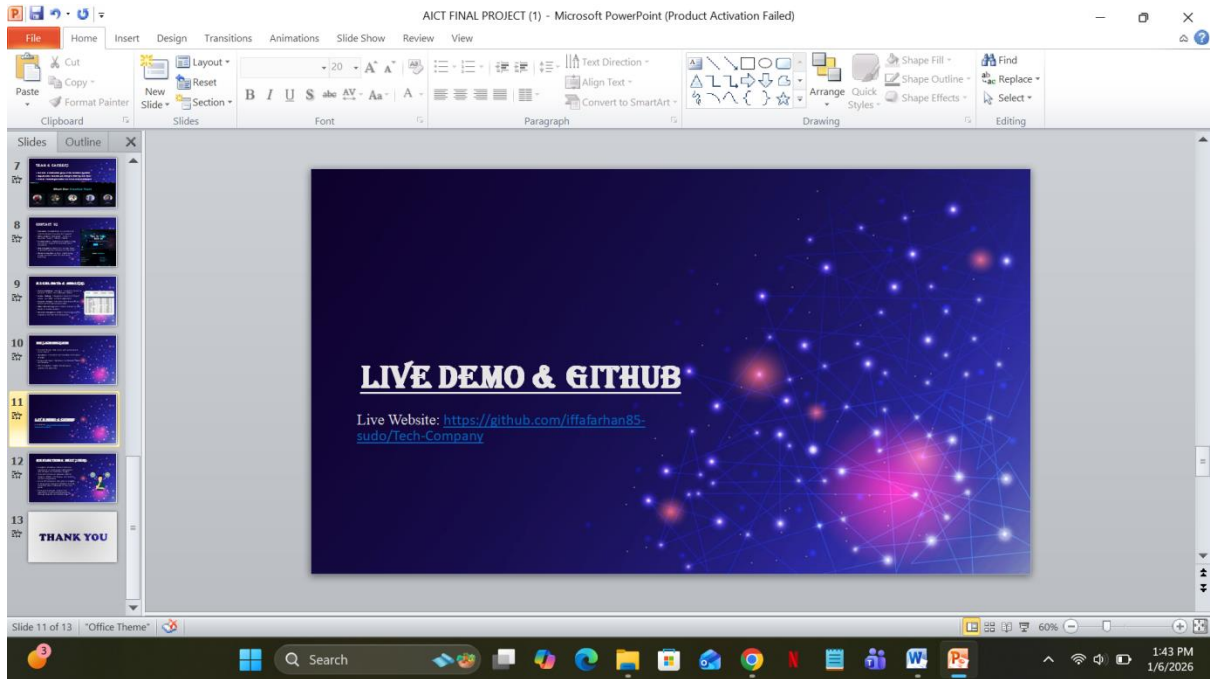 AICT FINAL PROJECT (1) - Microsoft PowerPoint (Product Activation Failed)
File Home Insert Design Transitions Animations Slide Show Review View
Cut
Copy
Format Painter
Paste
Clipboard
New Slide
Layout
Reset
Section
Slides
20
Font
Text Direction
Align Text
Convert to SmartArt
Paragraph
Arrange
Quick Styles
Shape Fill
Shape Outline
Shape Effects
Drawing
Find
Replace
Select
Editing
Slides Outline
7
8
CONTACT US
9
10
11
12
13
THANK YOU
LIVE DEMO & GITHUB
Live Website: https://github.com/iffafarhan85-
sudo/Tech-Company
Slide 11 of 13 "Office Theme" 60%
3
Search
1:43 PM
1/6/2026